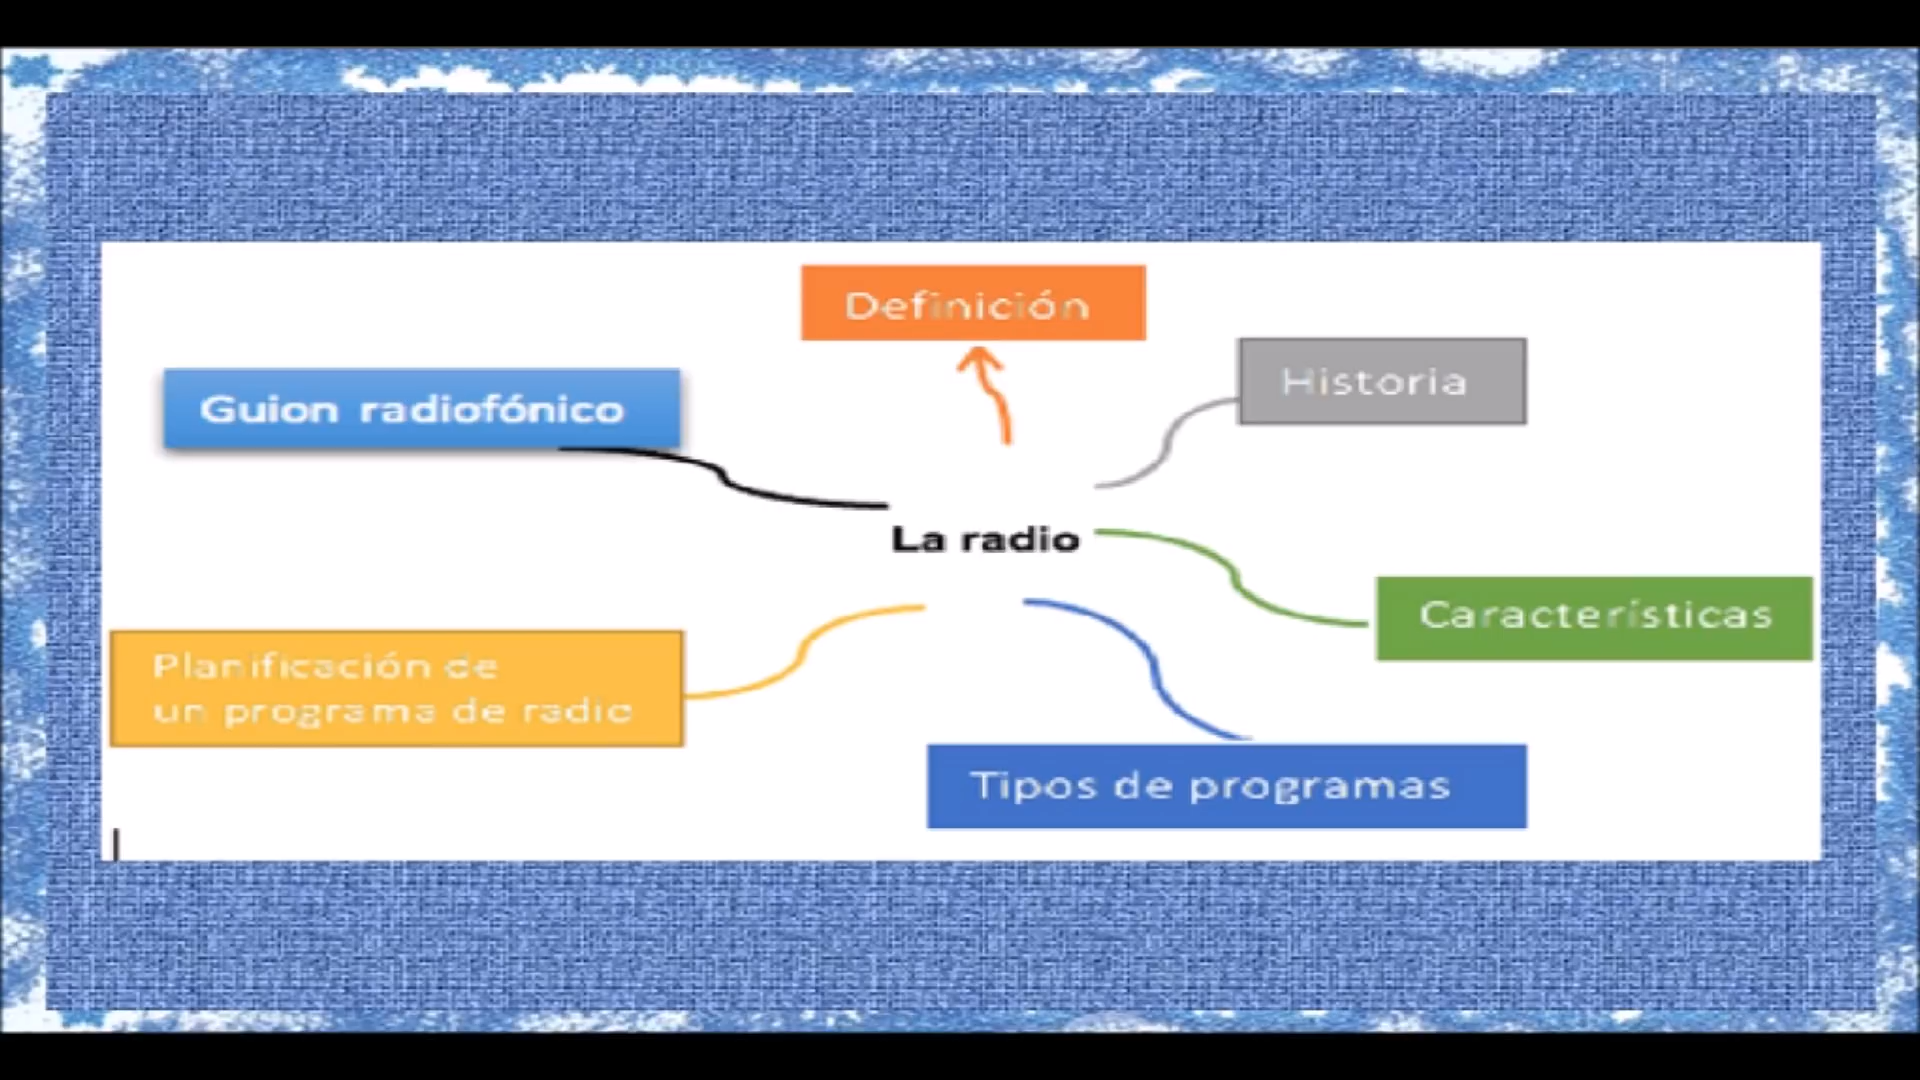 Definición
Historia
Guion radiofónico
La radio
Características
Planificación de
un programa de radio
Tipos de programas